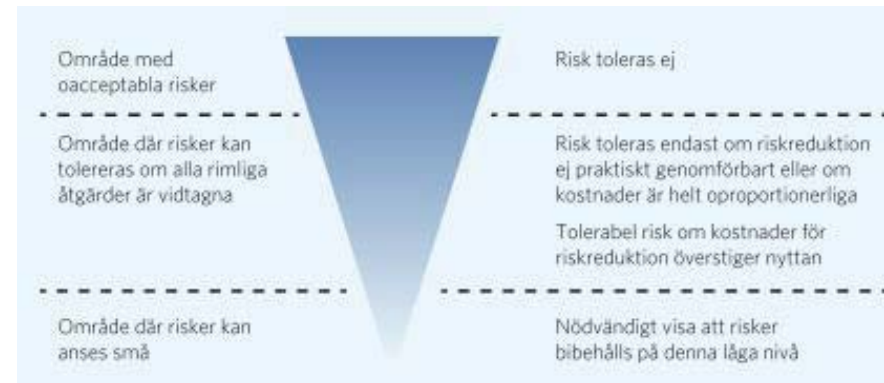 Område med
oacceptabla risker
Risk toleras ej
Område där risker kan
tolereras om alla rimliga
åtgärder är vidtagna
Risk toleras endast om riskreduktion
ej praktiskt genomförbart eller om
kostnader är helt oproportionerliga
Tolerabel risk om kostnader för
riskreduktion överstiger nyttan
Område där risker kan
anses små
Nödvändigt visa att risker
bibehålls på denna låga nivå